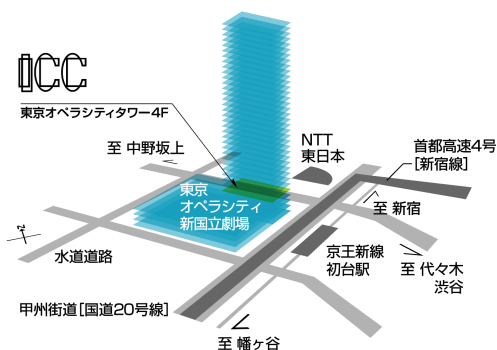 ICC
東京オペラシティタワー4F
至 中野坂上
NTT
東日本
首都高速4号
[新宿線]
東京
オペラシティ
新国立劇場
至 新宿
水道道路
京王新線
初台駅
至 代々木
渋谷
甲州街道[国道20号線]
至 幡ヶ谷